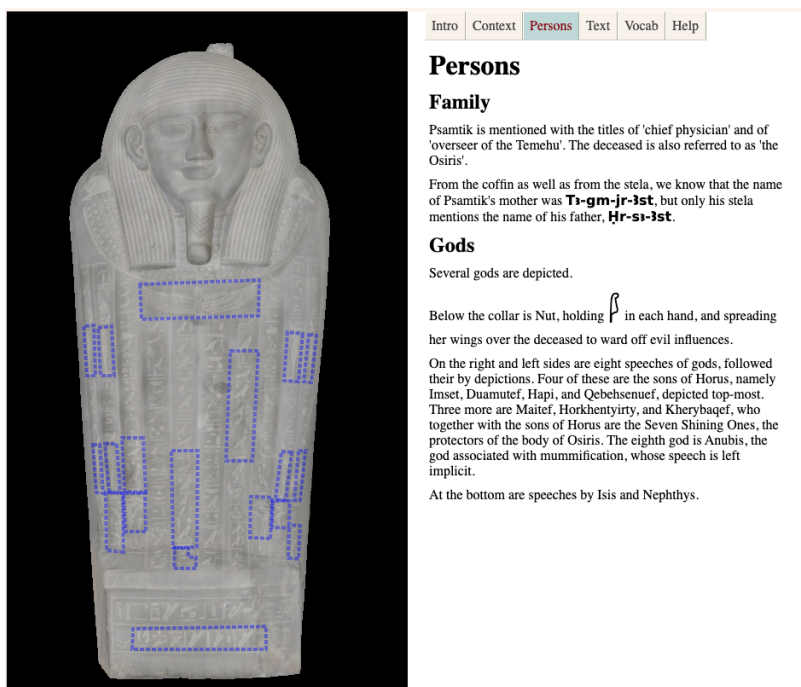 Intro Context Persons Text Vocab Help
Persons
Family
Psamtik is mentioned with the titles of 'chief physician' and of
'overseer of the Temehu'. The deceased is also referred to as 'the
Osiris'.
From the coffin as well as from the stela, we know that the name
of Psamtik's mother was Tꜣ-gm-jr-ꜣst, but only his stela
mentions the name of his father, Ḥr-sꜣ-ꜣst.
Gods
Several gods are depicted.
Below the collar is Nut, holding 𓆄 in each hand, and spreading
her wings over the deceased to ward off evil influences.
On the right and left sides are eight speeches of gods, followed
their by depictions. Four of these are the sons of Horus, namely
Imset, Duamutef, Hapi, and Qebehsenuef, depicted top-most.
Three more are Maitef, Horkhentyirty, and Kherybaqef, who
together with the sons of Horus are the Seven Shining Ones, the
protectors of the body of Osiris. The eighth god is Anubis, the
god associated with mummification, whose speech is left
implicit.
At the bottom are speeches by Isis and Nephthys.